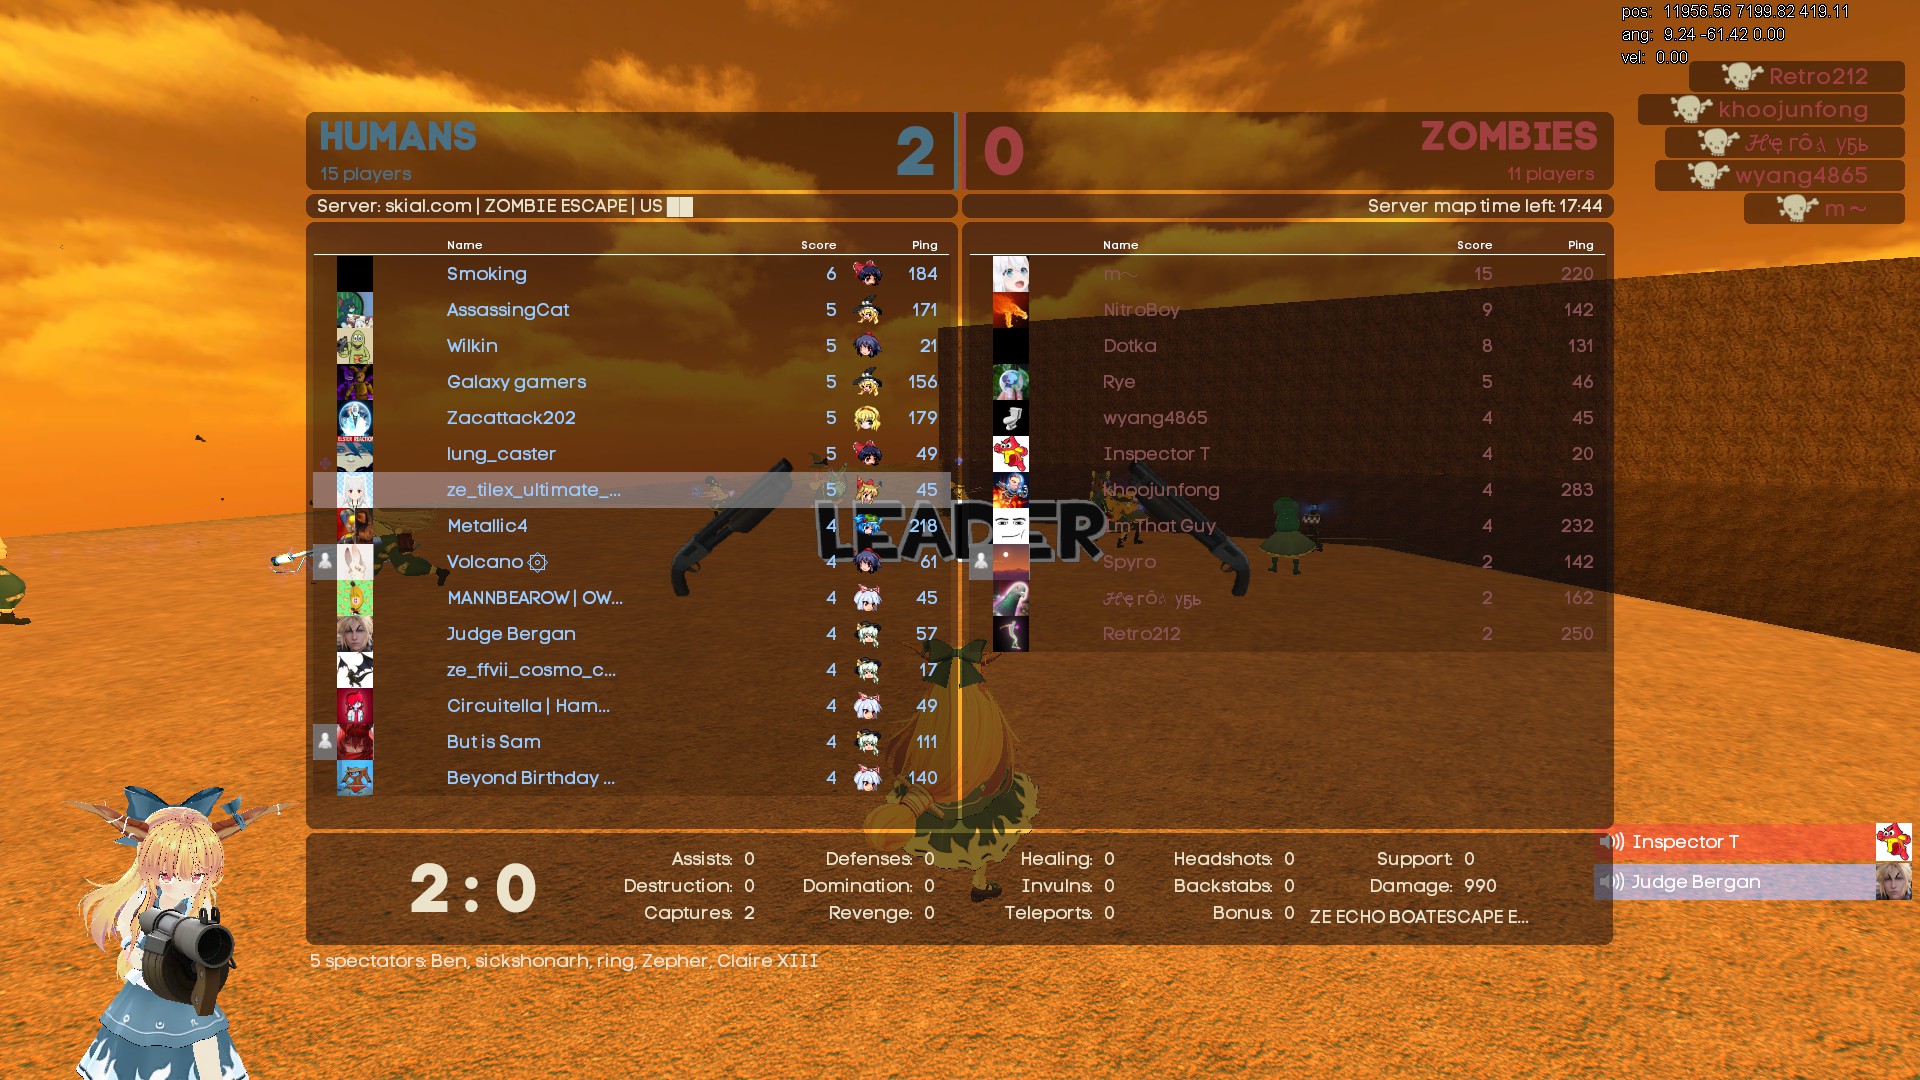 pos: 11956.56 7199.82 419.11
ang: 9.24 -61.42 0.00
vel: 0.00
Retro212
khoojunfong
wyang4865
m～
HUMANS 2 0 ZOMBIES
15 players 11 players
Server: skial.com | ZOMBIE ESCAPE | US
Server map time left: 17:44
Name Score Ping
Smoking 6 184
AssassingCat 5 171
Wilkin 5 21
Galaxy gamers 5 156
Zacattack202 5 179
lung_caster 5 49
ze_tilex_ultimate_... 5 45
Metallic4 4 218
Volcano 4 61
MANNBEAROW | OW... 4 45
Judge Bergan 4 57
ze_ffvii_cosmo_c... 4 17
Circuitella | Ham... 4 49
But is Sam 4 111
Beyond Birthday ... 4 140
Name Score Ping
m～ 15 220
NitroBoy 9 142
Dotka 8 131
Rye 5 46
wyang4865 4 45
Inspector T 4 20
khoojunfong 4 283
I'm That Guy 4 232
Spyro 2 142
2 162
Retro212 2 250
LEADER
2 : 0
Assists: 0 Defenses: 0 Healing: 0 Headshots: 0 Support: 0
Destruction: 0 Domination: 0 Invulns: 0 Backstabs: 0 Damage: 990
Captures: 2 Revenge: 0 Teleports: 0 Bonus: 0 ZE ECHO BOATESCAPE E...
5 spectators: Ben, sickshonarh, ring, Zepher, Claire XIII
Inspector T
Judge Bergan